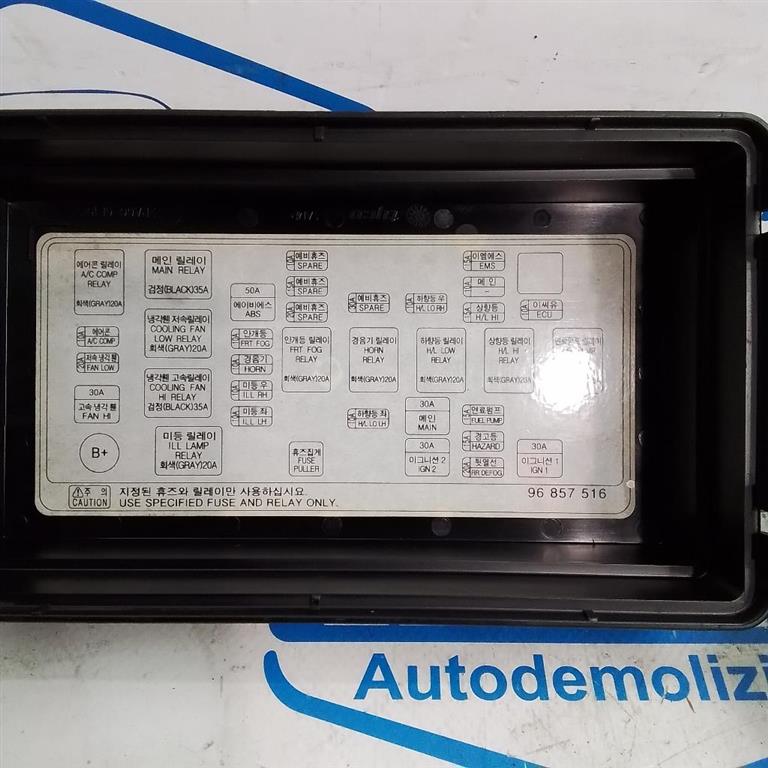 에어콘 릴레이
A/C COMP
RELAY
회색(GRAY)20A
메인 릴레이
MAIN RELAY
검정(BLACK)35A
50A
에이비에스
ABS
예비휴즈
SPARE
예비휴즈
SPARE
예비휴즈
SPARE
예비휴즈
SPARE
하향등 우
H/L LO RH
이엠에스
EMS
메 인
-
상향등
H/L HI
이씨유
ECU
에어콘
A/C COMP
저속 냉각 휀
FAN LOW
냉각휀 저속릴레이
COOLING FAN
LOW RELAY
회색(GRAY)20A
안개등
FRT FOG
경음기
HORN
미등 우
ILL RH
미등 좌
ILL LH
안개등 릴레이
FRT FOG
RELAY
회색(GRAY)20A
경음기 릴레이
HORN
RELAY
회색(GRAY)20A
하향등 릴레이
H/L LOW
RELAY
회색(GRAY)20A
상향등 릴레이
H/L HI
RELAY
회색(GRAY)20A
30A
고속 냉각 휀
FAN HI
냉각휀 고속릴레이
COOLING FAN
HI RELAY
검정(BLACK)35A
하향등 좌
H/L LO LH
30A
메인
MAIN
연료펌프
FUEL PUMP
경고등
HAZARD
뒷열선
RR DEFOG
B+
미등 릴레이
ILL LAMP
RELAY
회색(GRAY)20A
휴즈집게
FUSE
PULLER
30A
이그니션 2
IGN 2
30A
이그니션 1
IGN 1
주 의
CAUTION
지정된 휴즈와 릴레이만 사용하십시요.
USE SPECIFIED FUSE AND RELAY ONLY.
96 857 516
Autodemolizi